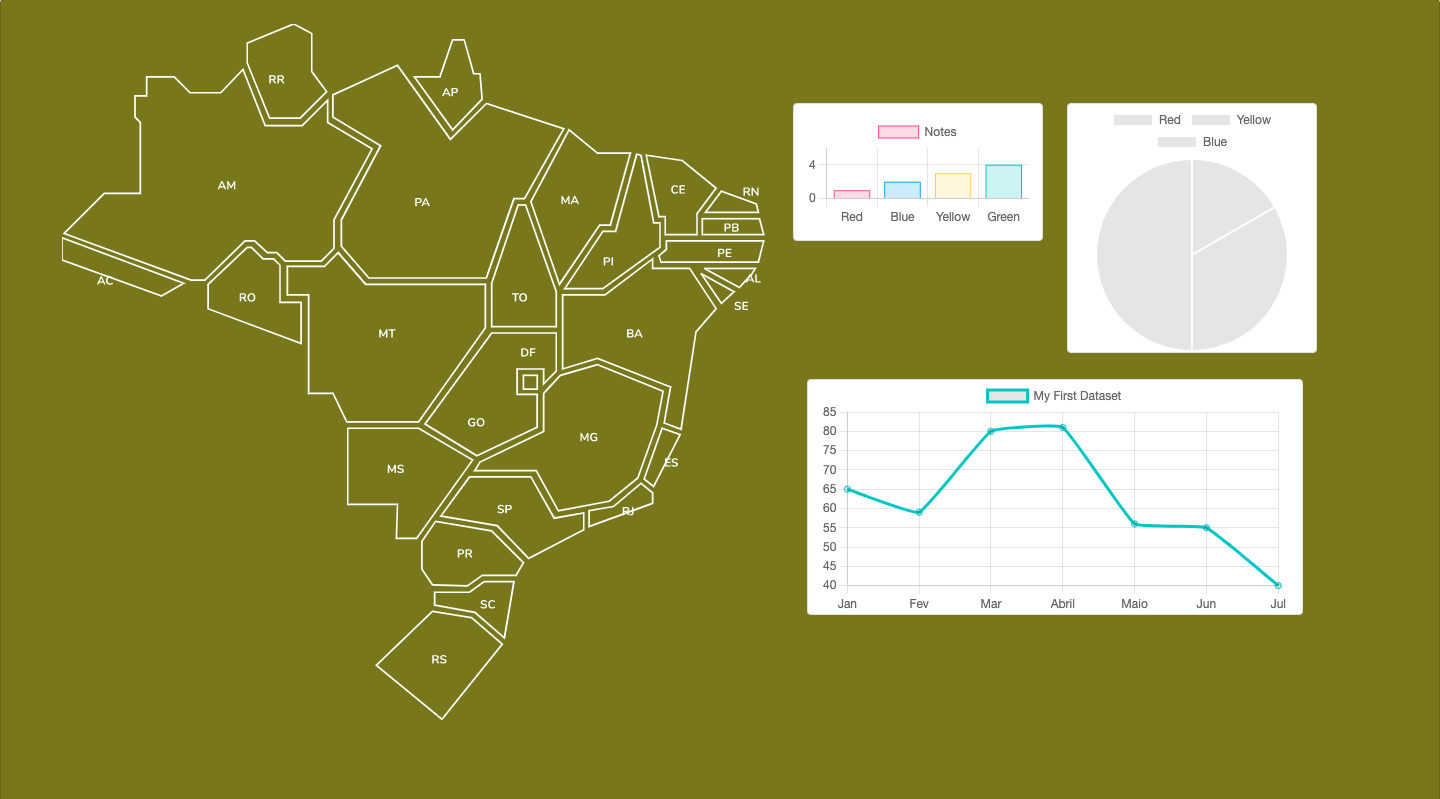 RR
AP
AM
PA
MA
CE
RN
PB
PE
PI
AL
SE
AC
RO
TO
BA
MT
DF
GO
MG
MS
ES
SP
RJ
PR
SC
RS
Notes
4
0
Red Blue Yellow Green
Red Yellow
Blue
My First Dataset
85
80
75
70
65
60
55
50
45
40
Jan Fev Mar Abril Maio Jun Jul